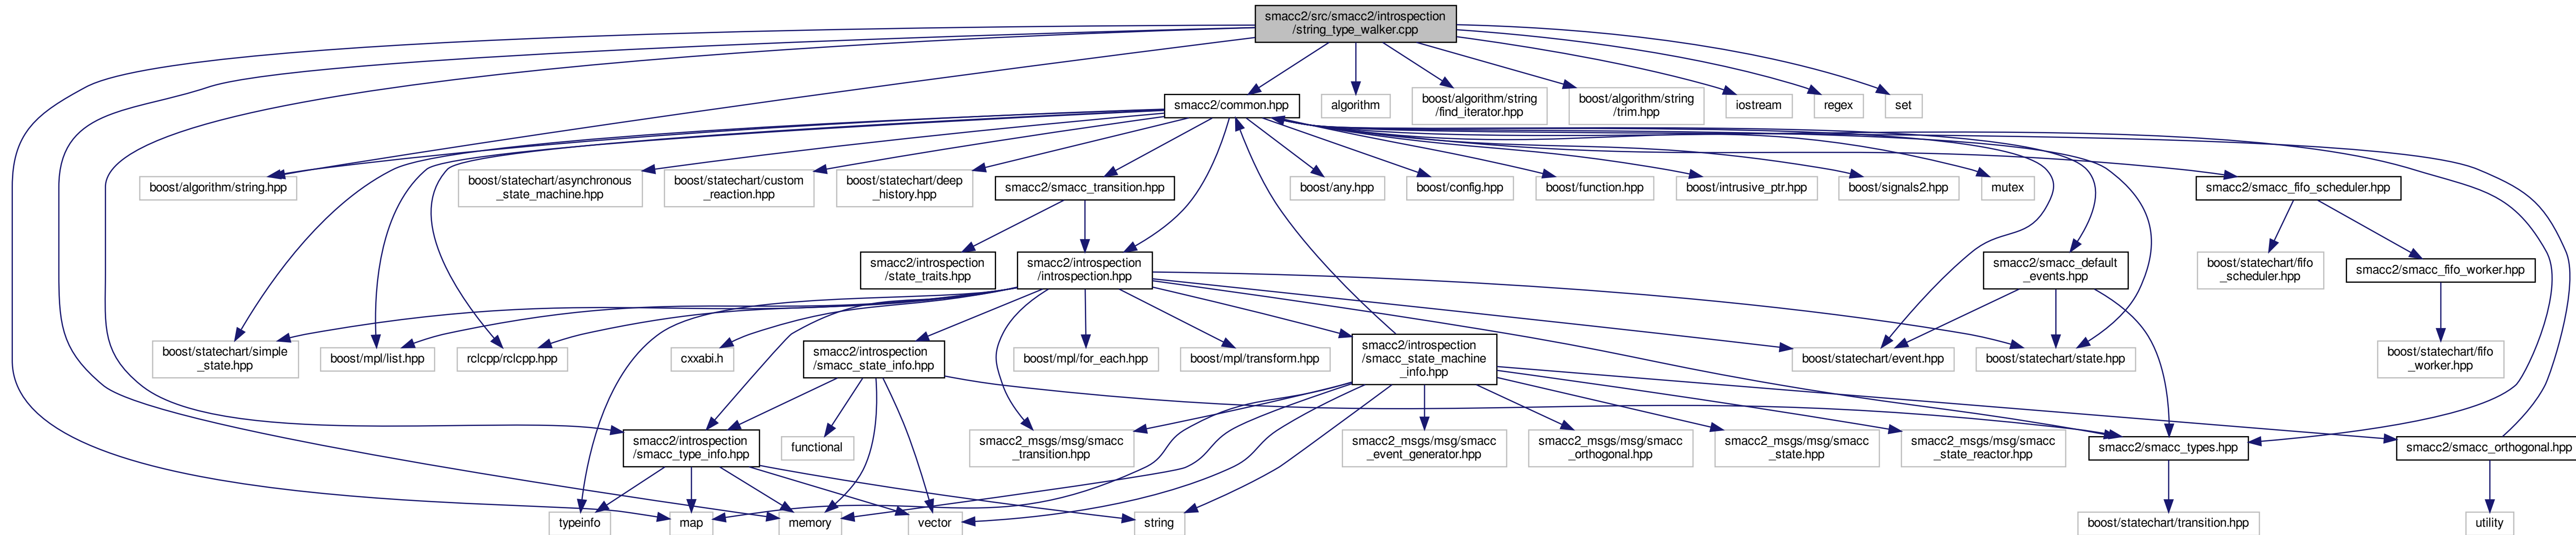 smacc2/src/smacc2/introspection
/string_type_walker.cpp
smacc2/common.hpp
algorithm
boost/algorithm/string
/find_iterator.hpp
boost/algorithm/string
/trim.hpp
iostream
regex
set
boost/algorithm/string.hpp
boost/statechart/asynchronous
_state_machine.hpp
boost/statechart/custom
_reaction.hpp
boost/statechart/deep
_history.hpp
smacc2/smacc_transition.hpp
boost/any.hpp
boost/config.hpp
boost/function.hpp
boost/intrusive_ptr.hpp
boost/signals2.hpp
mutex
smacc2/smacc_fifo_scheduler.hpp
smacc2/introspection
/state_traits.hpp
smacc2/introspection
/introspection.hpp
smacc2/smacc_default
_events.hpp
boost/statechart/fifo
_scheduler.hpp
smacc2/smacc_fifo_worker.hpp
boost/statechart/simple
_state.hpp
boost/mpl/list.hpp
rclcpp/rclcpp.hpp
cxxabi.h
smacc2/introspection
/smacc_state_info.hpp
boost/mpl/for_each.hpp
boost/mpl/transform.hpp
smacc2/introspection
/smacc_state_machine
_info.hpp
boost/statechart/event.hpp
boost/statechart/state.hpp
boost/statechart/fifo
_worker.hpp
smacc2/introspection
/smacc_type_info.hpp
functional
smacc2_msgs/msg/smacc
_transition.hpp
smacc2_msgs/msg/smacc
_event_generator.hpp
smacc2_msgs/msg/smacc
_orthogonal.hpp
smacc2_msgs/msg/smacc
_state.hpp
smacc2_msgs/msg/smacc
_state_reactor.hpp
smacc2/smacc_types.hpp
smacc2/smacc_orthogonal.hpp
typeinfo
map
memory
vector
string
boost/statechart/transition.hpp
utility